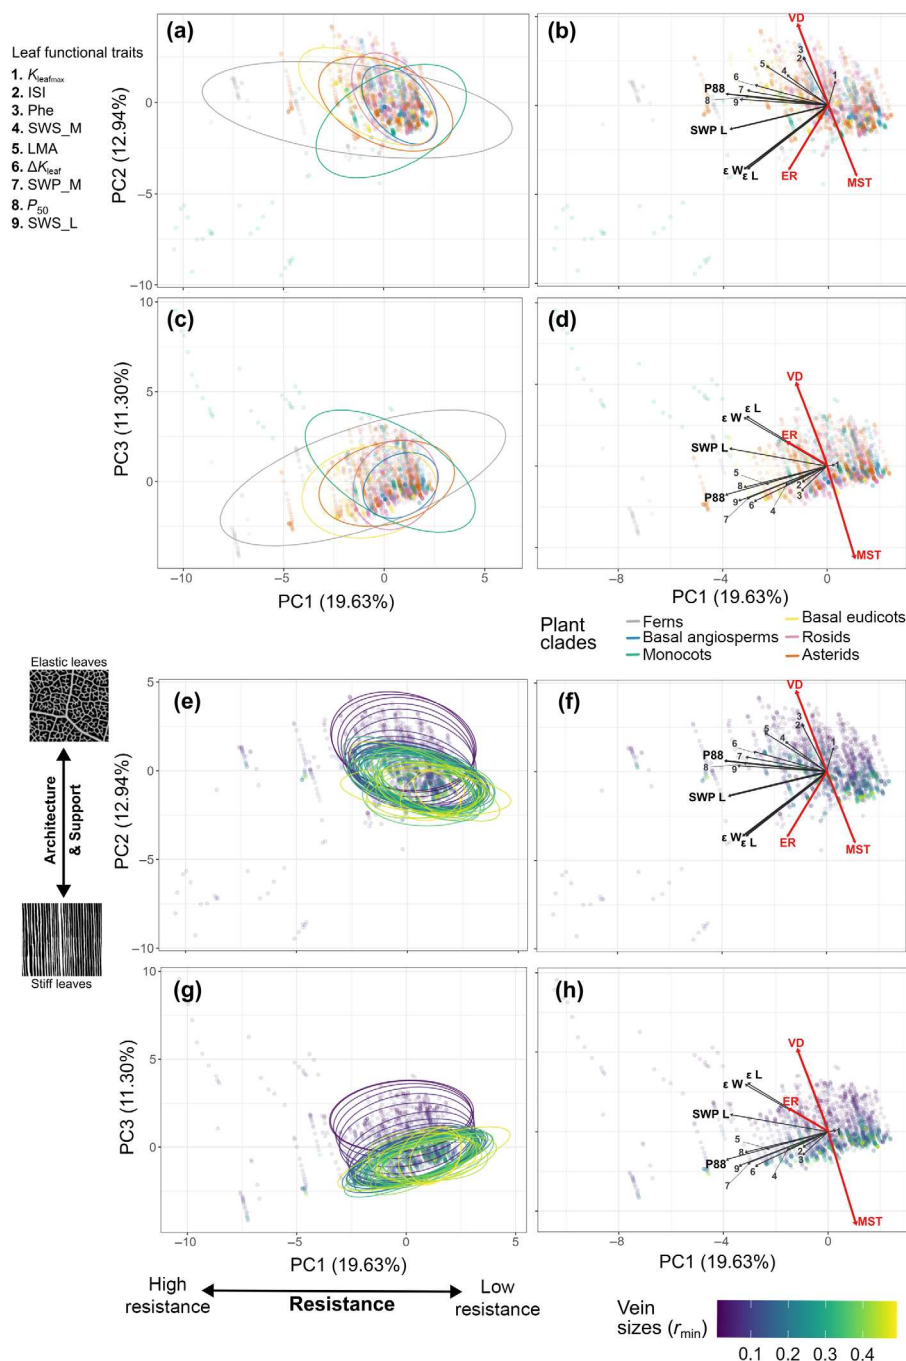 Leaf functional traits
1. Kleafmax
2. ISI
3. Phe
4. SWS_M
5. LMA
6. ΔKleaf
7. SWP_M
8. P50
9. SWS_L
(a)
PC2 (12.94%)
0
−5
−10
(b)
VD
3
2
5
4
1
6
7
P88
8
9
SWP L
ε W
ε L
ER
MST
(c)
PC3 (11.30%)
10
5
0
−5
−10
−5
0
5
PC1 (19.63%)
(d)
VD
ε L
ε W
ER
SWP L
1
5
8
2
P88
3
9
6
4
7
MST
−8
−4
0
PC1 (19.63%)
Plant clades
Ferns
Basal angiosperms
Monocots
Basal eudicots
Rosids
Asterids
Elastic leaves
Architecture
& Support
Stiff leaves
(e)
PC2 (12.94%)
5
0
−5
−10
(f)
VD
3
2
5
4
1
6
7
P88
8
9
SWP L
ε W
ε L
ER
MST
(g)
PC3 (11.30%)
10
5
0
−10
−5
0
5
PC1 (19.63%)
(h)
VD
ε L
ε W
ER
SWP L
1
5
8
2
P88
3
9
6
4
7
MST
−8
−4
0
PC1 (19.63%)
High resistance
Resistance
Low resistance
Vein sizes (rmin)
0.1 0.2 0.3 0.4